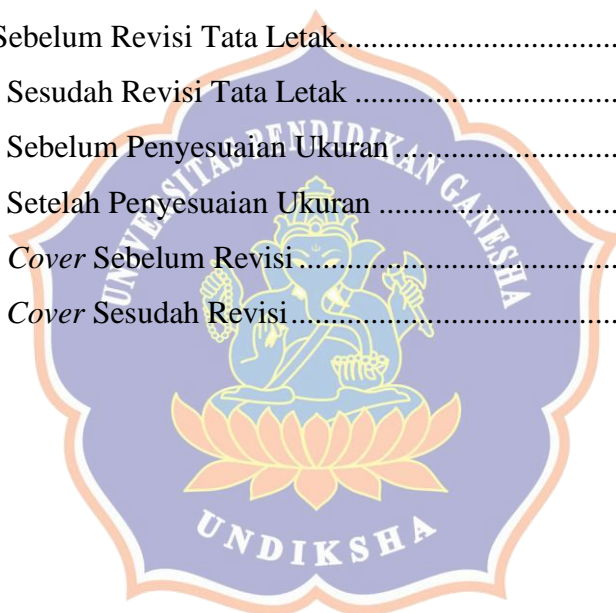 Sebelum Revisi Tata Letak..........................................
Sesudah Revisi Tata Letak ........................................
Sebelum Penyesuaian Ukuran ..................................
Setelah Penyesuaian Ukuran ....................................
Cover Sebelum Revisi ................................................
Cover Sesudah Revisi .................................................
UNIVERSITAS PENDIDIKAN GANESHA
UNDIKSHA